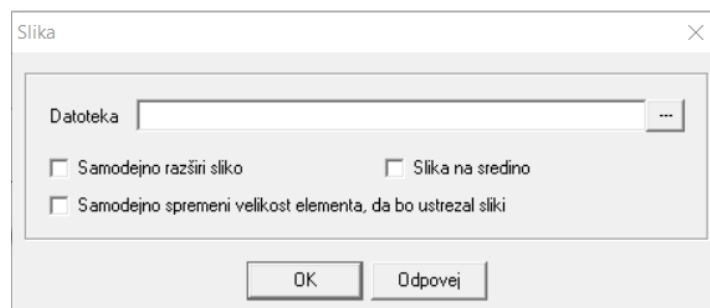 Slika
Datoteka
...
Samodejno razširi sliko
Slika na sredino
Samodejno spremeni velikost elementa, da bo ustrezal sliki
OK
Odpovej